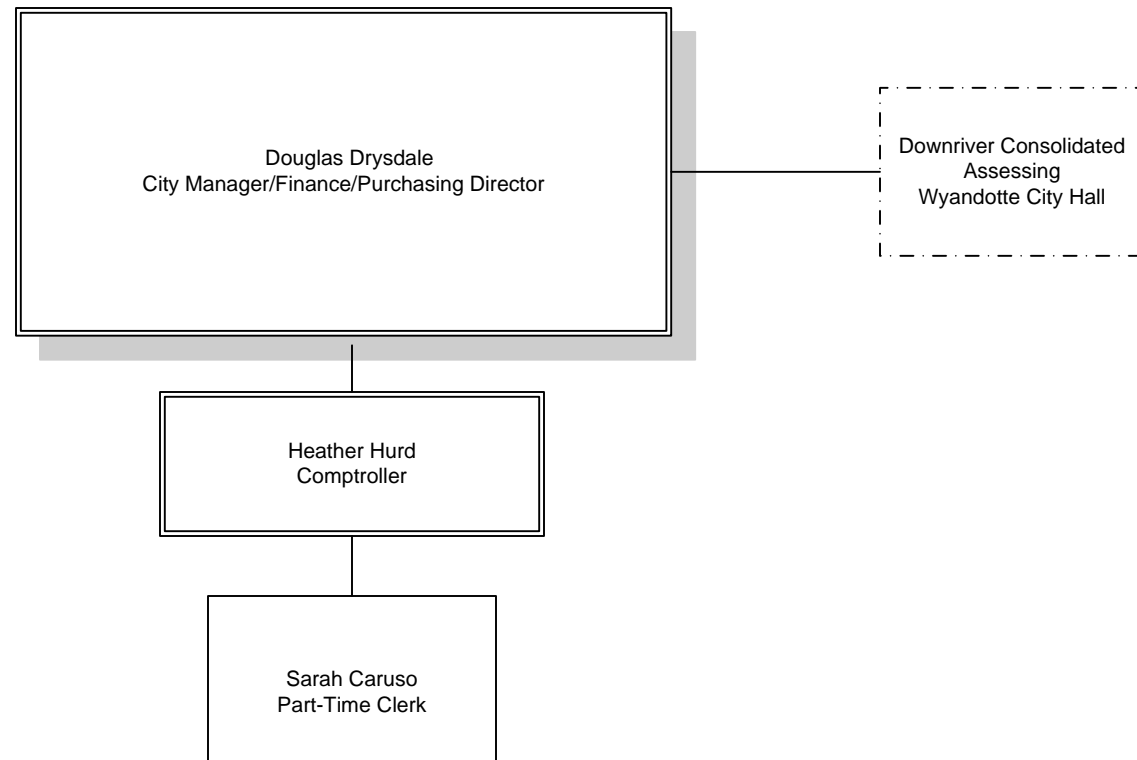 Douglas Drysdale
City Manager/Finance/Purchasing Director
Downriver Consolidated
Assessing
Wyandotte City Hall
Heather Hurd
Comptroller
Sarah Caruso
Part-Time Clerk